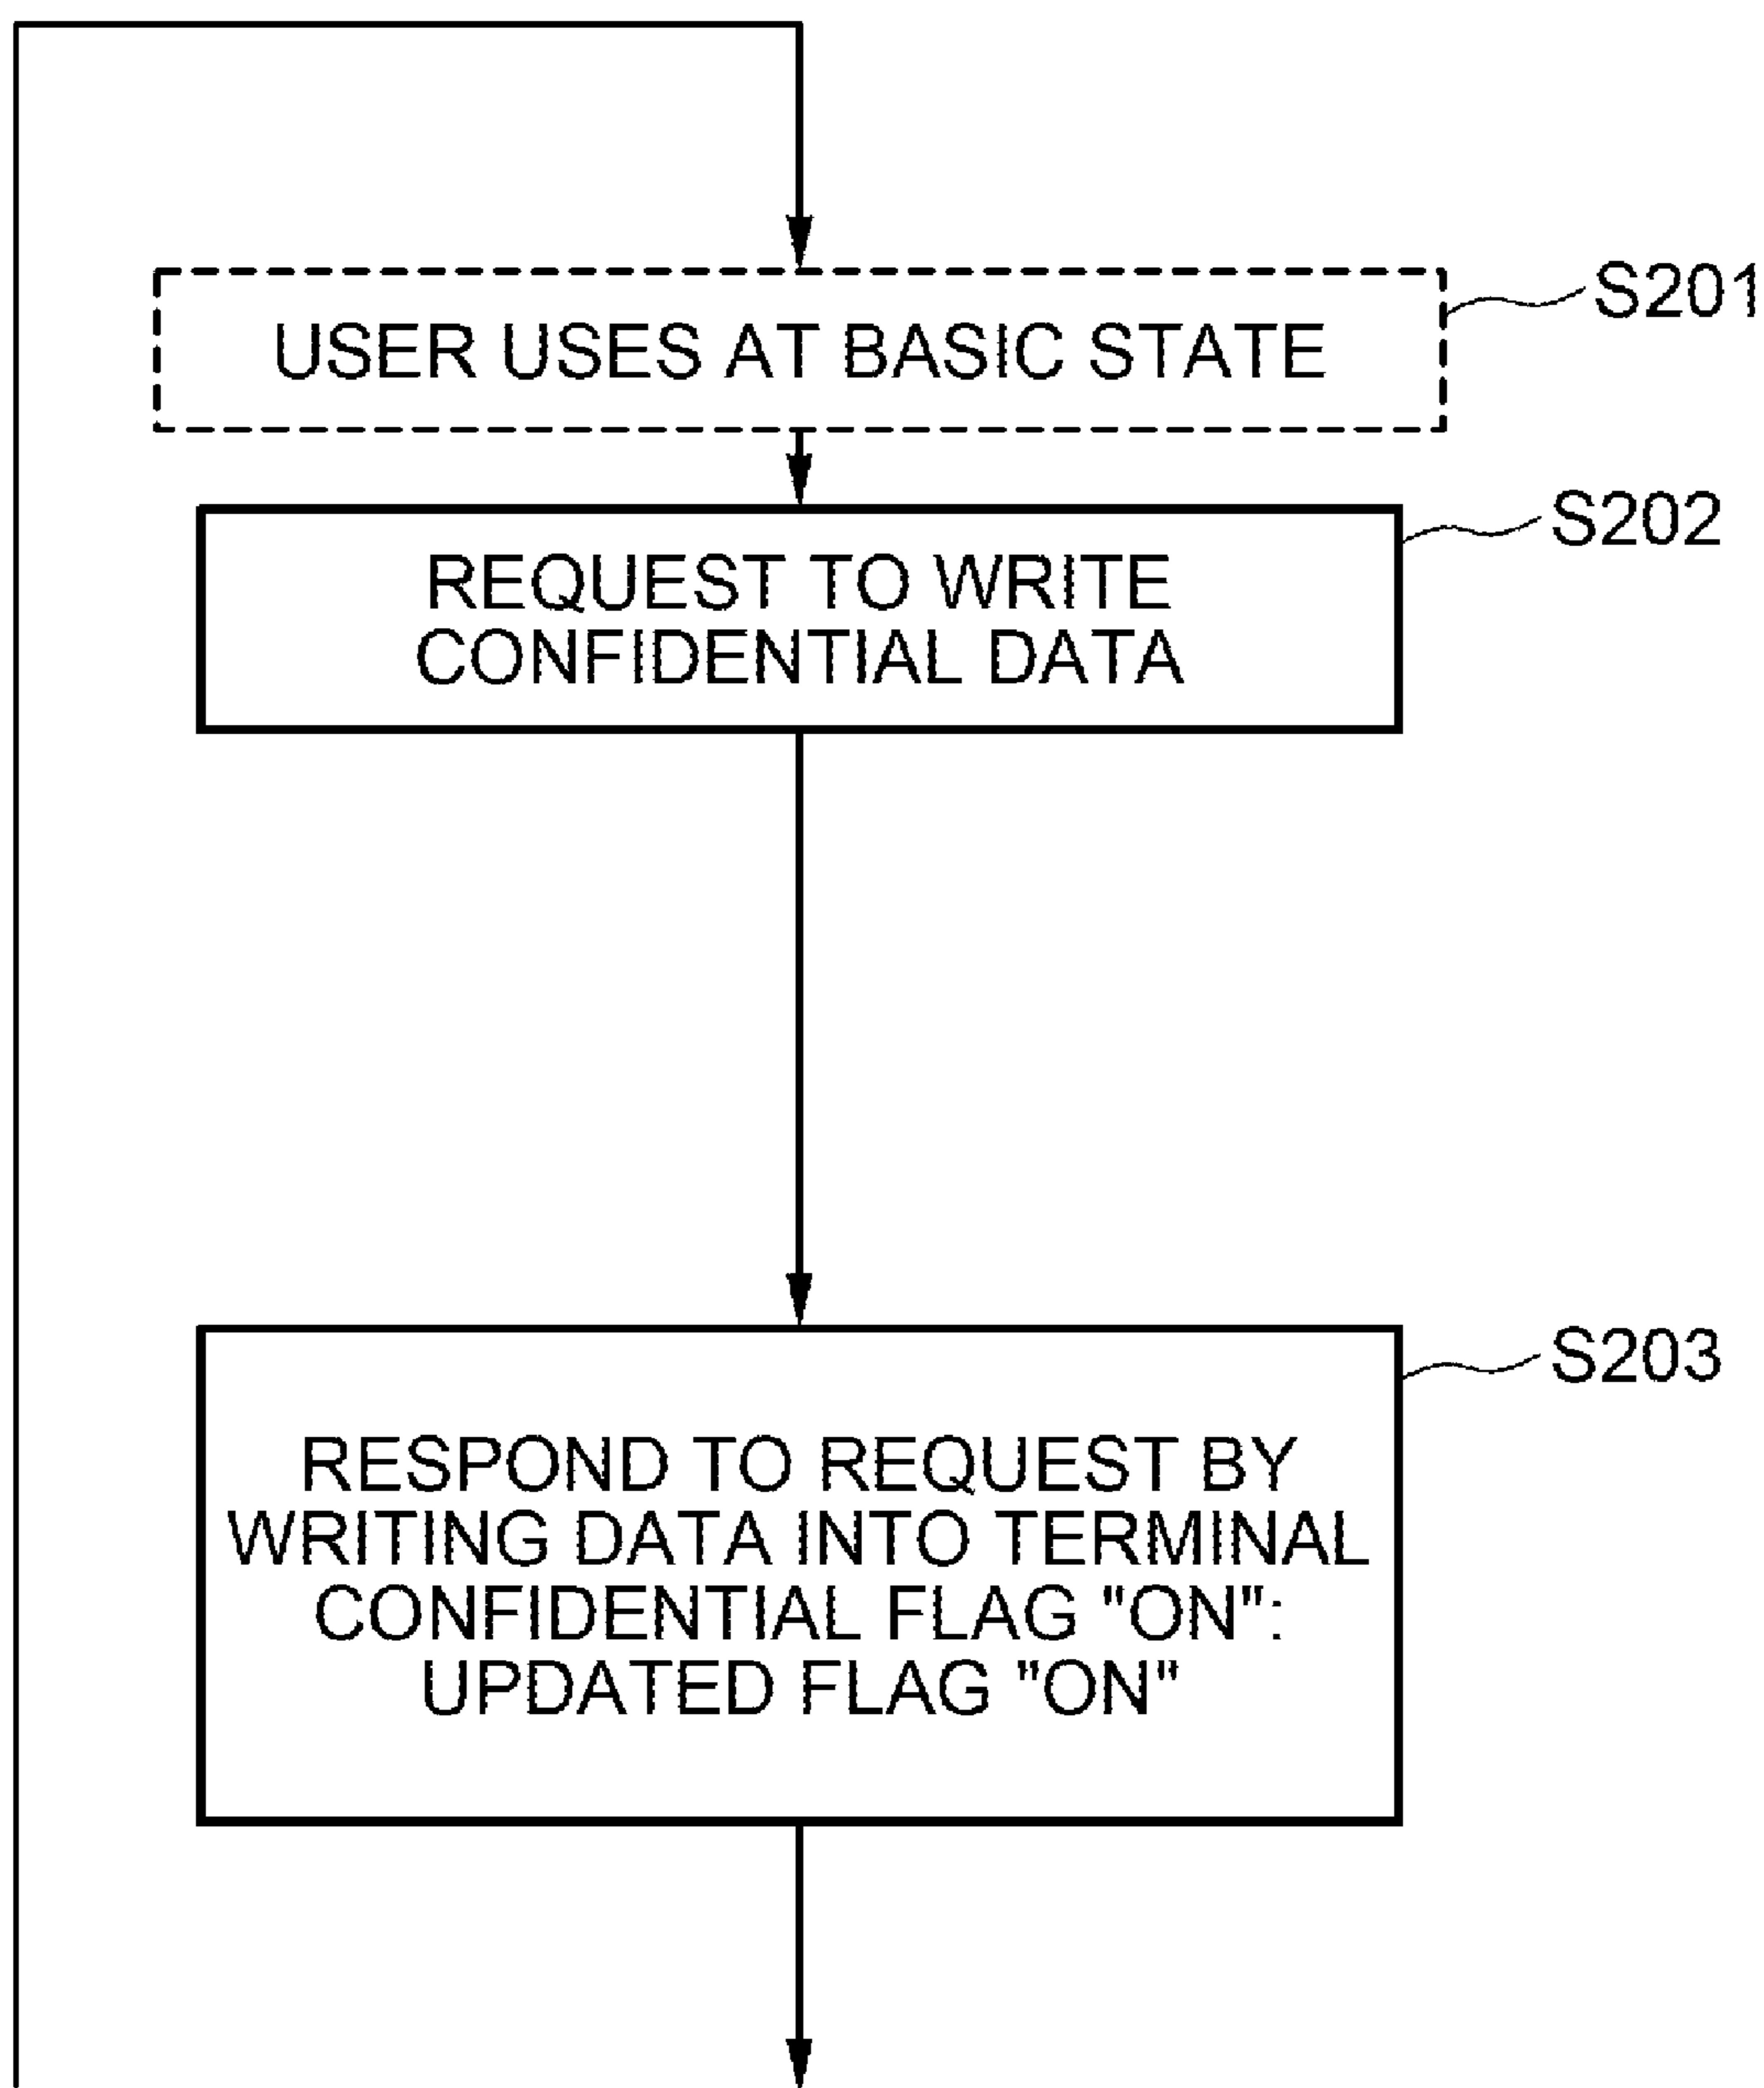 S201
USER USES AT BASIC STATE
S202
REQUEST TO WRITE
CONFIDENTIAL DATA
S203
RESPOND TO REQUEST BY
WRITING DATA INTO TERMINAL
CONFIDENTIAL FLAG "ON":
UPDATED FLAG "ON"